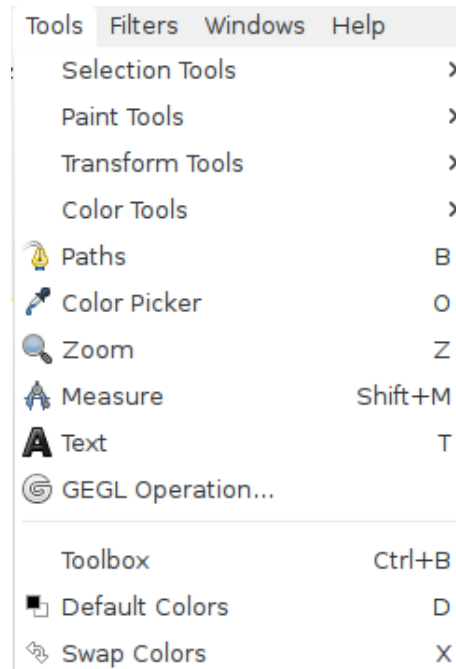 Tools Filters Windows Help
Selection Tools
Paint Tools
Transform Tools
Color Tools
Paths B
Color Picker O
Zoom Z
Measure Shift+M
Text T
GEGL Operation...
Toolbox Ctrl+B
Default Colors D
Swap Colors X